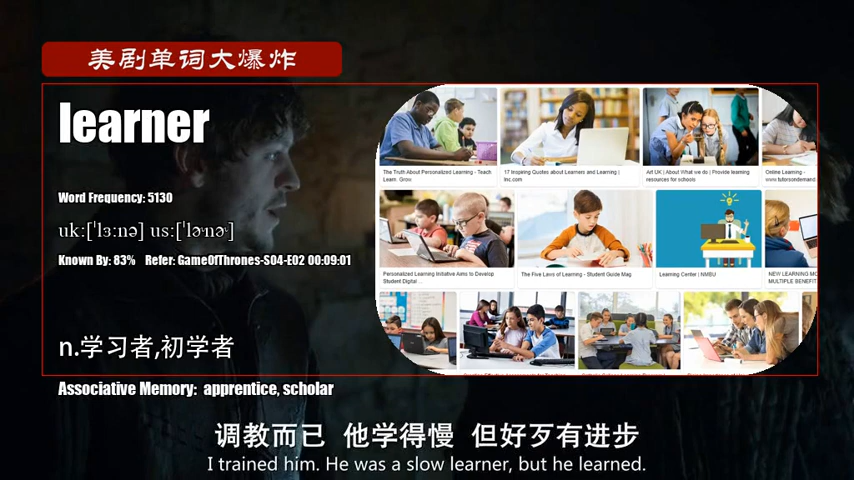 美剧单词大爆炸
learner
Word Frequency: 5130
uk:[ˈlɜːnə] us:[ˈlɚnɚ]
Known By: 83% Refer: GameOfThrones-S04-E02 00:09:01
n.学习者,初学者
Associative Memory: apprentice, scholar
The Truth About Personalized Learning - Teach
Learn Grow
17 Inspiring Quotes about Learners and Learning |
Inc.com
Art UK | About What we do | Provide learning
resources for schools
Online Learning -
www.tutorsondemand
Personalized Learning Initiative Aims to Develop
Student Digital ...
The Five Laws of Learning - Student Guide Mag
Learning Center | NMBU
NEW LEARNING MO
MULTIPLE BENEFIT
调教而已 他学得慢 但好歹有进步
I trained him. He was a slow learner, but he learned.